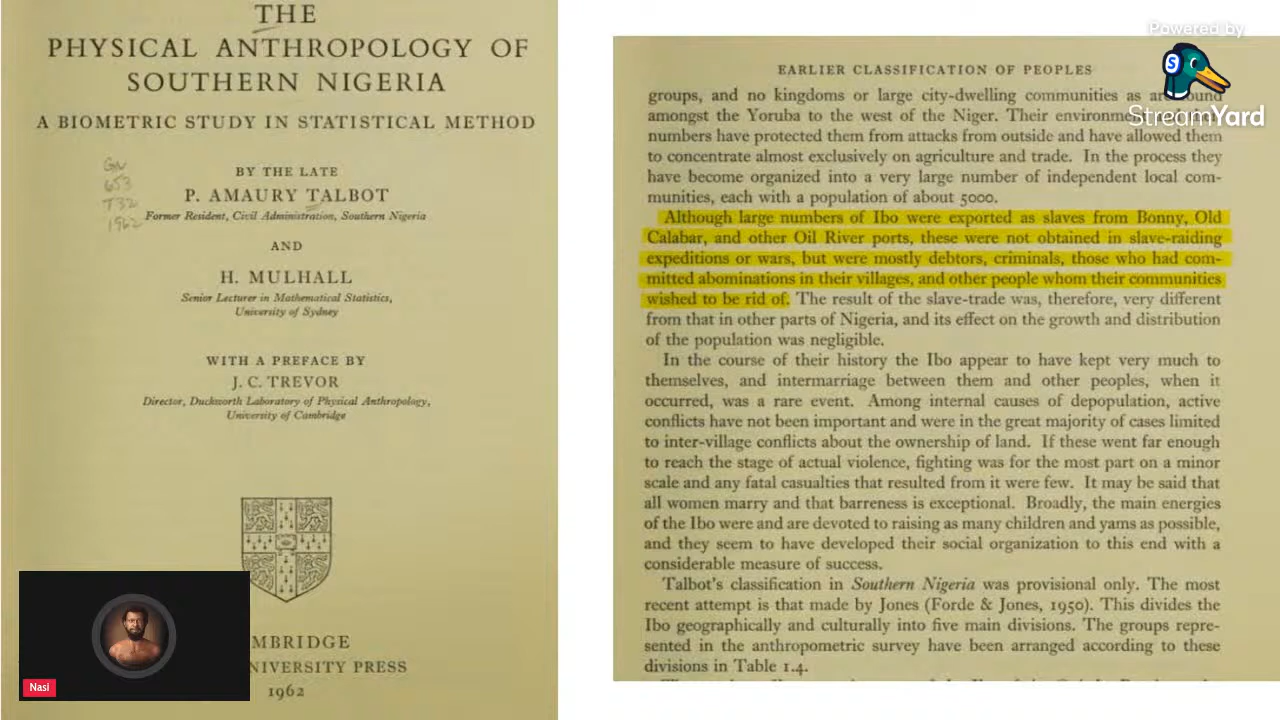 THE
PHYSICAL ANTHROPOLOGY OF
SOUTHERN NIGERIA
A BIOMETRIC STUDY IN STATISTICAL METHOD
GN
653
T32
1962
BY THE LATE
P. AMAURY TALBOT
Former Resident, Civil Administration, Southern Nigeria
AND
H. MULHALL
Senior Lecturer in Mathematical Statistics,
University of Sydney
WITH A PREFACE BY
J. C. TREVOR
Director, Duckworth Laboratory of Physical Anthropology,
University of Cambridge
MBRIDGE
NIVERSITY PRESS
1962
Nasi
EARLIER CLASSIFICATION OF PEOPLES
groups, and no kingdoms or large city-dwelling communities as are found
amongst the Yoruba to the west of the Niger. Their environment
numbers have protected them from attacks from outside and have allowed them
to concentrate almost exclusively on agriculture and trade. In the process they
have become organized into a very large number of independent local com-
munities, each with a population of about 5000.
Although large numbers of Ibo were exported as slaves from Bonny, Old
Calabar, and other Oil River ports, these were not obtained in slave-raiding
expeditions or wars, but were mostly debtors, criminals, those who had com-
mitted abominations in their villages, and other people whom their communities
wished to be rid of. The result of the slave-trade was, therefore, very different
from that in other parts of Nigeria, and its effect on the growth and distribution
of the population was negligible.
In the course of their history the Ibo appear to have kept very much to
themselves, and intermarriage between them and other peoples, when it
occurred, was a rare event. Among internal causes of depopulation, active
conflicts have not been important and were in the great majority of cases limited
to inter-village conflicts about the ownership of land. If these went far enough
to reach the stage of actual violence, fighting was for the most part on a minor
scale and any fatal casualties that resulted from it were few. It may be said that
all women marry and that barreness is exceptional. Broadly, the main energies
of the Ibo were and are devoted to raising as many children and yams as possible,
and they seem to have developed their social organization to this end with a
considerable measure of success.
Talbot's classification in Southern Nigeria was provisional only. The most
recent attempt is that made by Jones (Forde & Jones, 1950). This divides the
Ibo geographically and culturally into five main divisions. The groups repre-
sented in the anthropometric survey have been arranged according to these
divisions in Table 1.4.
Powered by
S
StreamYard